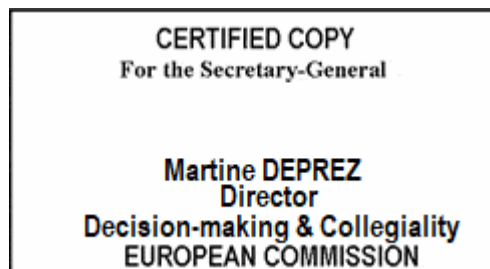 CERTIFIED COPY
For the Secretary-General
Martine DEPREZ
Director
Decision-making & Collegiality
EUROPEAN COMMISSION